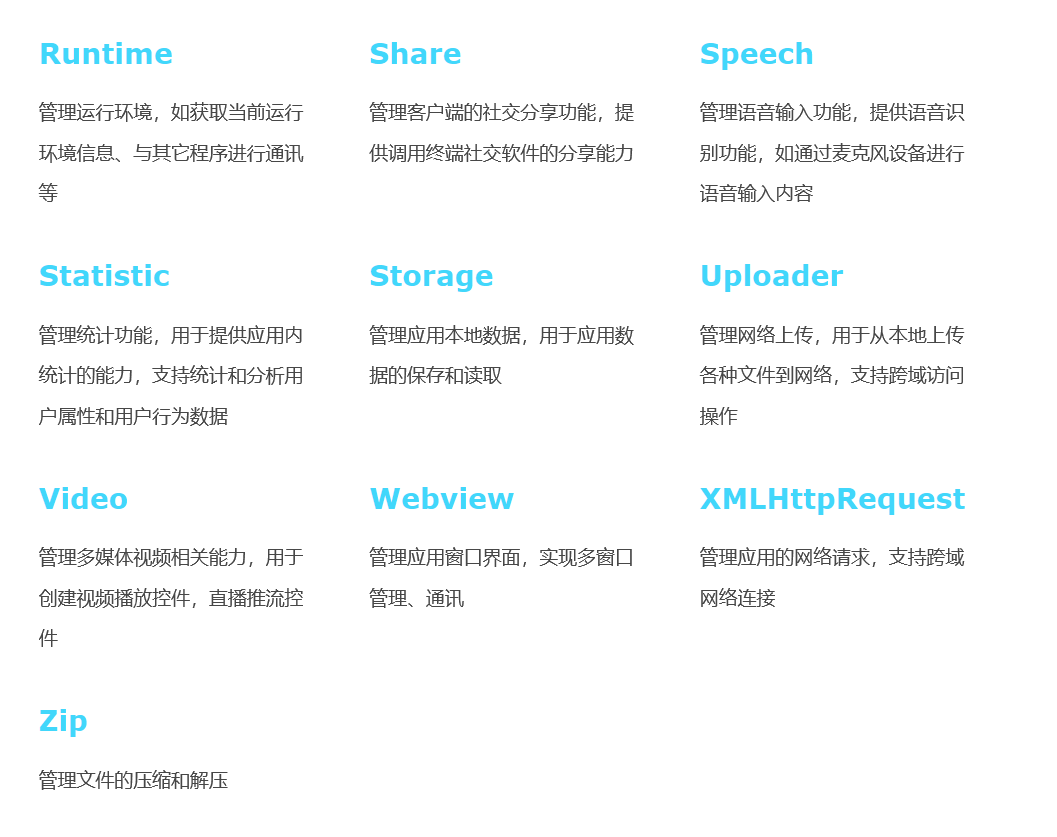 Runtime
管理运行环境，如获取当前运行
环境信息、与其它程序进行通讯
等
Share
管理客户端的社交分享功能，提
供调用终端社交软件的分享能力
Speech
管理语音输入功能，提供语音识
别功能，如通过麦克风设备进行
语音输入内容
Statistic
管理统计功能，用于提供应用内
统计的能力，支持统计和分析用
户属性和用户行为数据
Storage
管理应用本地数据，用于应用数
据的保存和读取
Uploader
管理网络上传，用于从本地上传
各种文件到网络，支持跨域访问
操作
Video
管理多媒体视频相关能力，用于
创建视频播放控件，直播推流控
件
Webview
管理应用窗口界面，实现多窗口
管理、通讯
XMLHttpRequest
管理应用的网络请求，支持跨域
网络连接
Zip
管理文件的压缩和解压